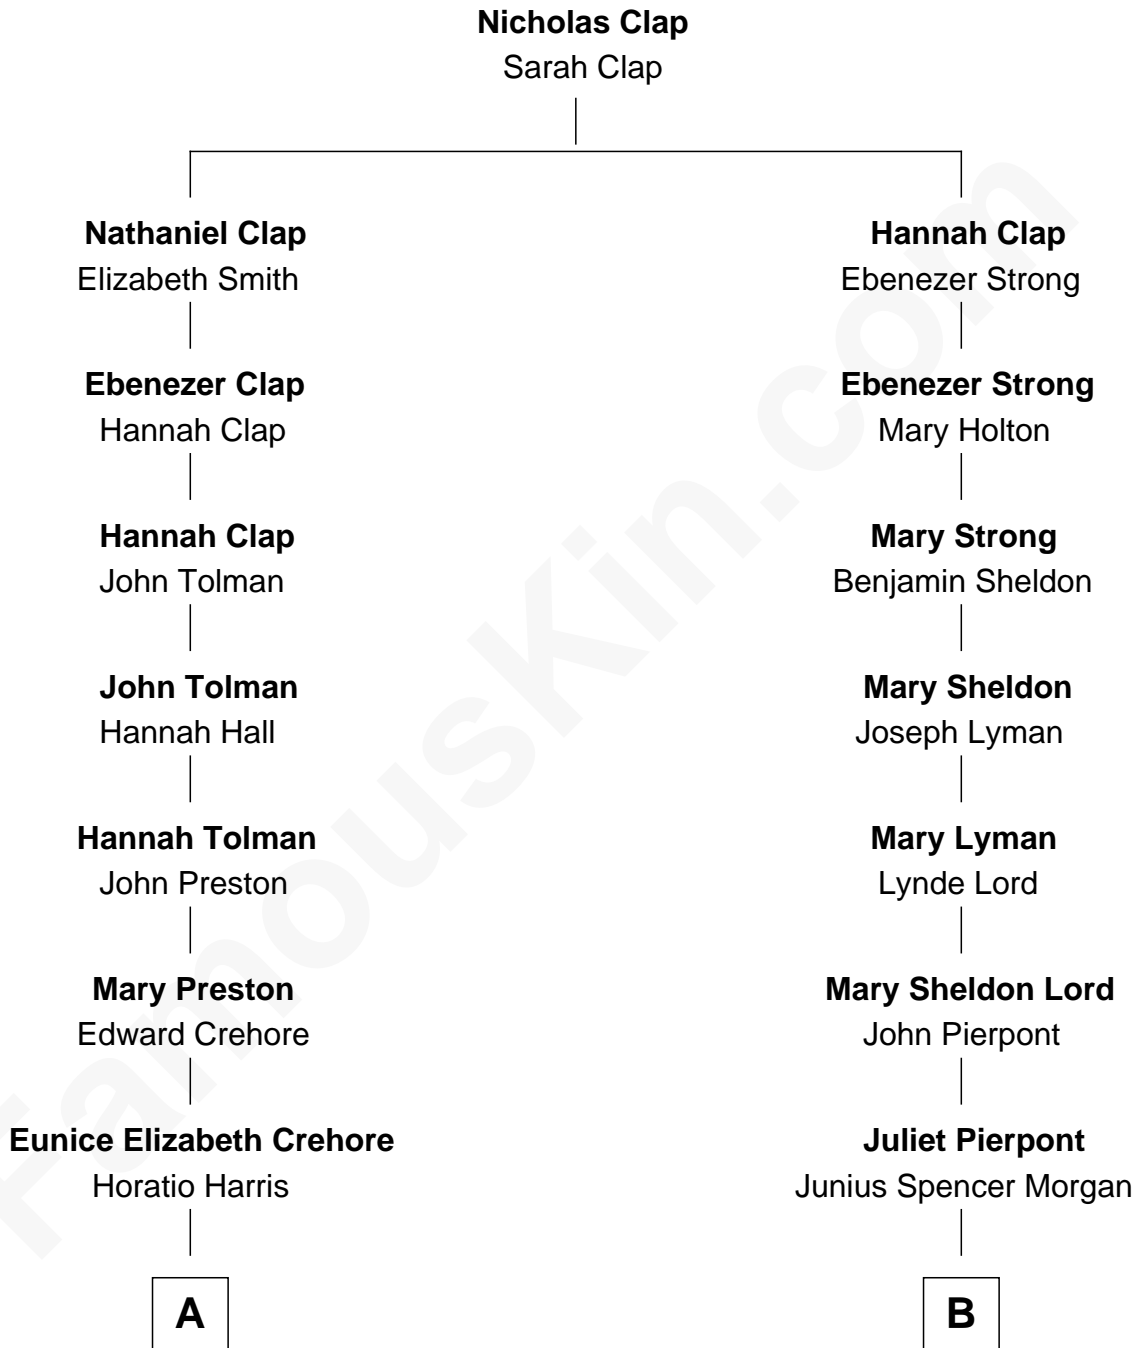 Nicholas Clap
Sarah Clap
Nathaniel Clap
Elizabeth Smith
Hannah Clap
Ebenezer Strong
Ebenezer Clap
Hannah Clap
Ebenezer Strong
Mary Holton
Hannah Clap
John Tolman
Mary Strong
Benjamin Sheldon
John Tolman
Hannah Hall
Mary Sheldon
Joseph Lyman
Hannah Tolman
John Preston
Mary Lyman
Lynde Lord
Mary Preston
Edward Crehore
Mary Sheldon Lord
John Pierpont
Eunice Elizabeth Crehore
Horatio Harris
Juliet Pierpont
Junius Spencer Morgan
A
B
FamousKin.com